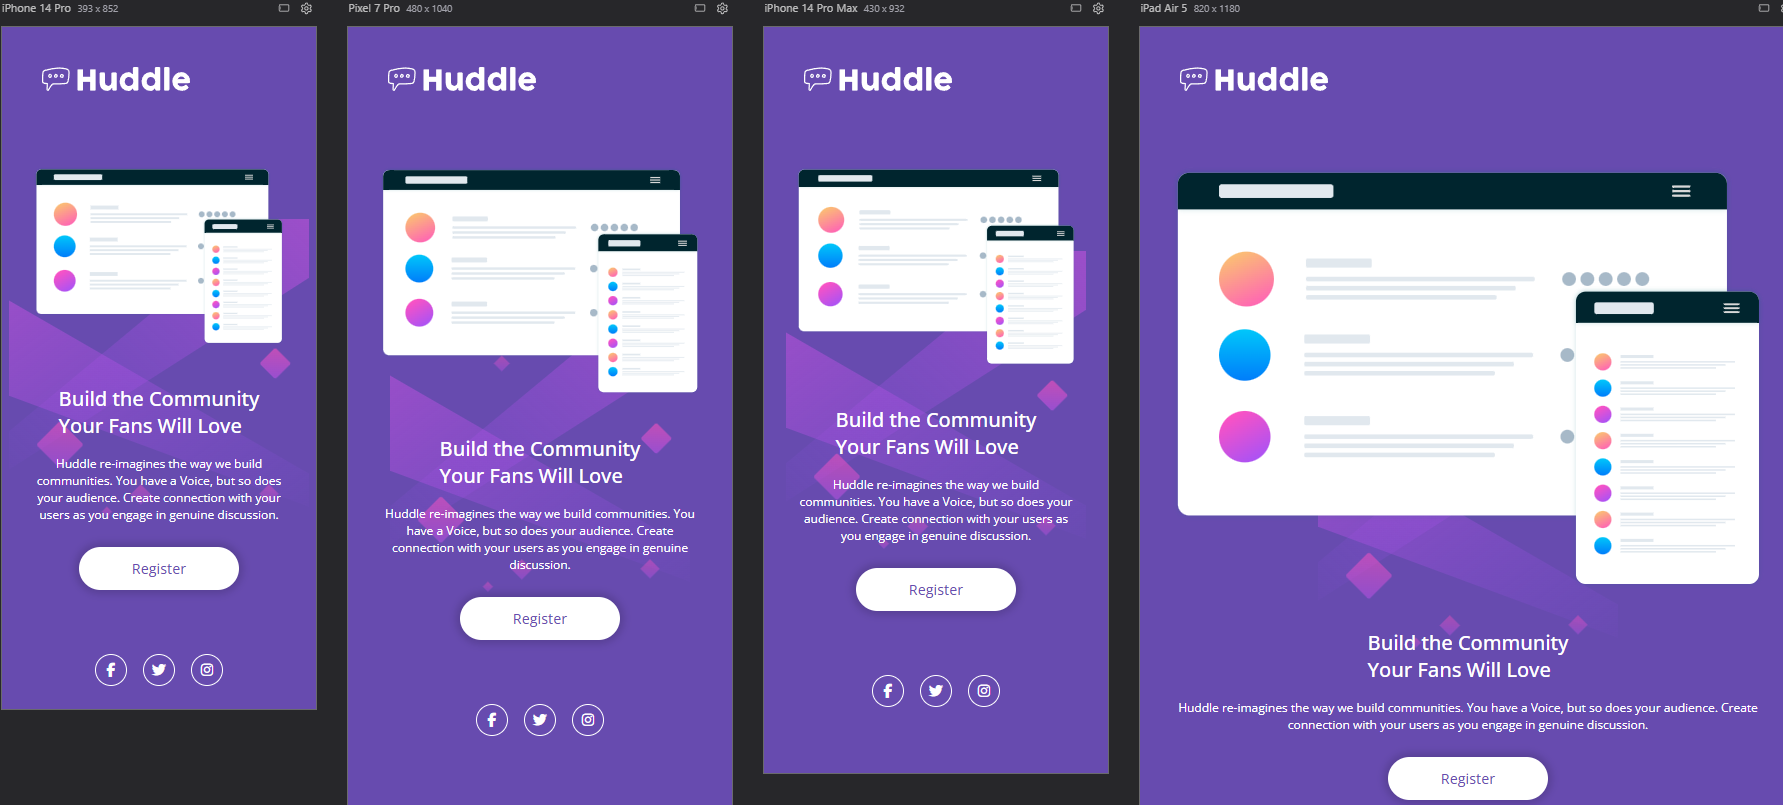 iPhone 14 Pro 393 x 852
Huddle
Build the Community
Your Fans Will Love
Huddle re-imagines the way we build
communities. You have a Voice, but so does
your audience. Create connection with your
users as you engage in genuine discussion.
Register
Pixel 7 Pro 480 x 1040
Huddle
Build the Community
Your Fans Will Love
Huddle re-imagines the way we build communities. You
have a Voice, but so does your audience. Create
connection with your users as you engage in genuine
discussion.
Register
iPhone 14 Pro Max 430 x 932
Huddle
Build the Community
Your Fans Will Love
Huddle re-imagines the way we build
communities. You have a Voice, but so does your
audience. Create connection with your users as
you engage in genuine discussion.
Register
iPad Air 5 820 x 1180
Huddle
Build the Community
Your Fans Will Love
Huddle re-imagines the way we build communities. You have a Voice, but so does your audience. Create
connection with your users as you engage in genuine discussion.
Register